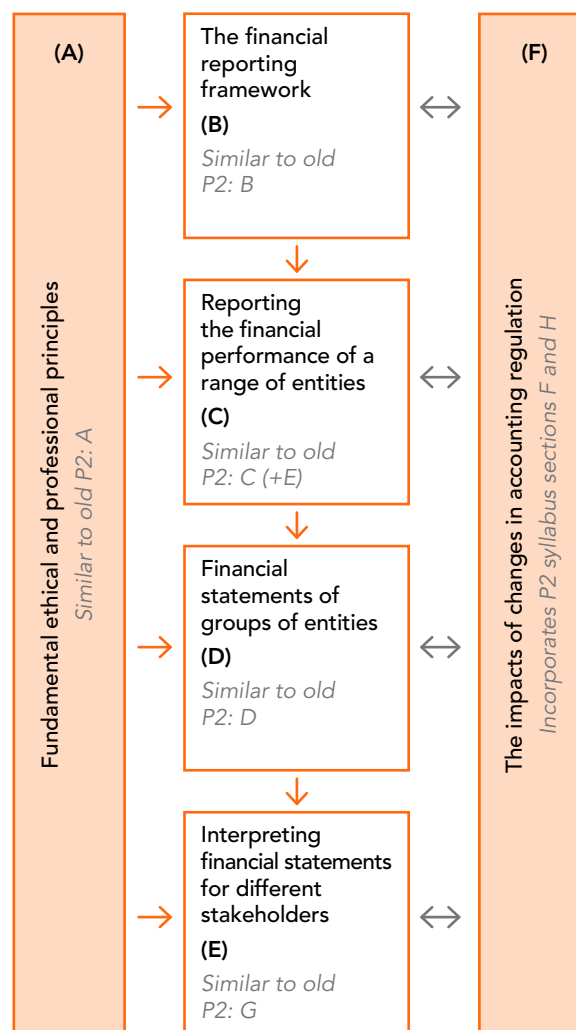 (A)
Fundamental ethical and professional principles
Similar to old P2: A
The financial
reporting
framework
(B)
Similar to old
P2: B
Reporting
the financial
performance of a
range of entities
(C)
Similar to old
P2: C (+E)
Financial
statements of
groups of entities
(D)
Similar to old
P2: D
Interpreting
financial statements
for different
stakeholders
(E)
Similar to old
P2: G
(F)
The impacts of changes in accounting regulation
Incorporates P2 syllabus sections F and H